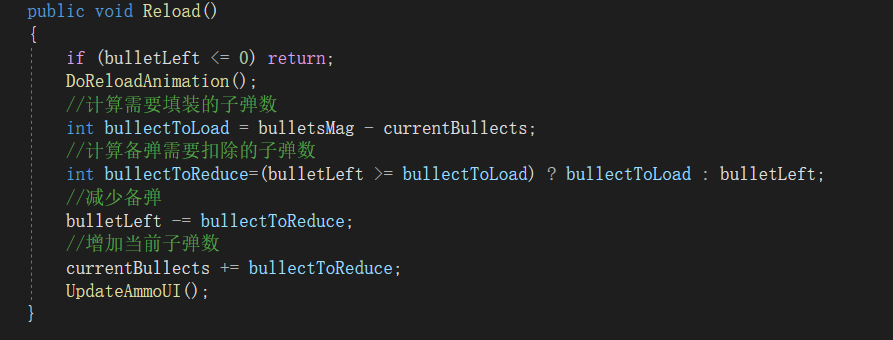 public void Reload()
{
if (bulletLeft <= 0) return;
DoReloadAnimation();
//计算需要填装的子弹数
int bullectToLoad = bulletsMag - currentBullects;
//计算备弹需要扣除的子弹数
int bullectToReduce=(bulletLeft >= bullectToLoad) ? bullectToLoad : bulletLeft;
//减少备弹
bulletLeft -= bullectToReduce;
//增加当前子弹数
currentBullects += bullectToReduce;
UpdateAmmoUI();
}